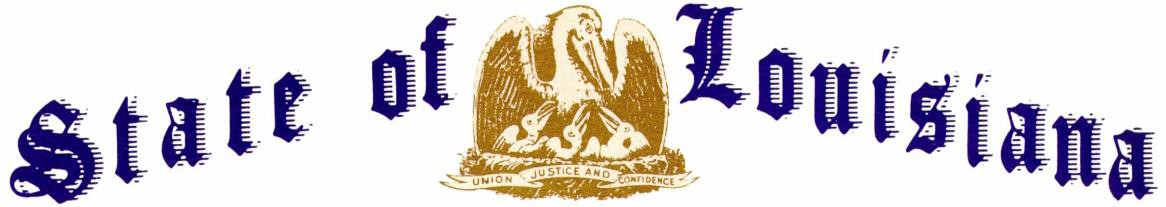 State of Louisiana
UNION JUSTICE AND CONFIDENCE